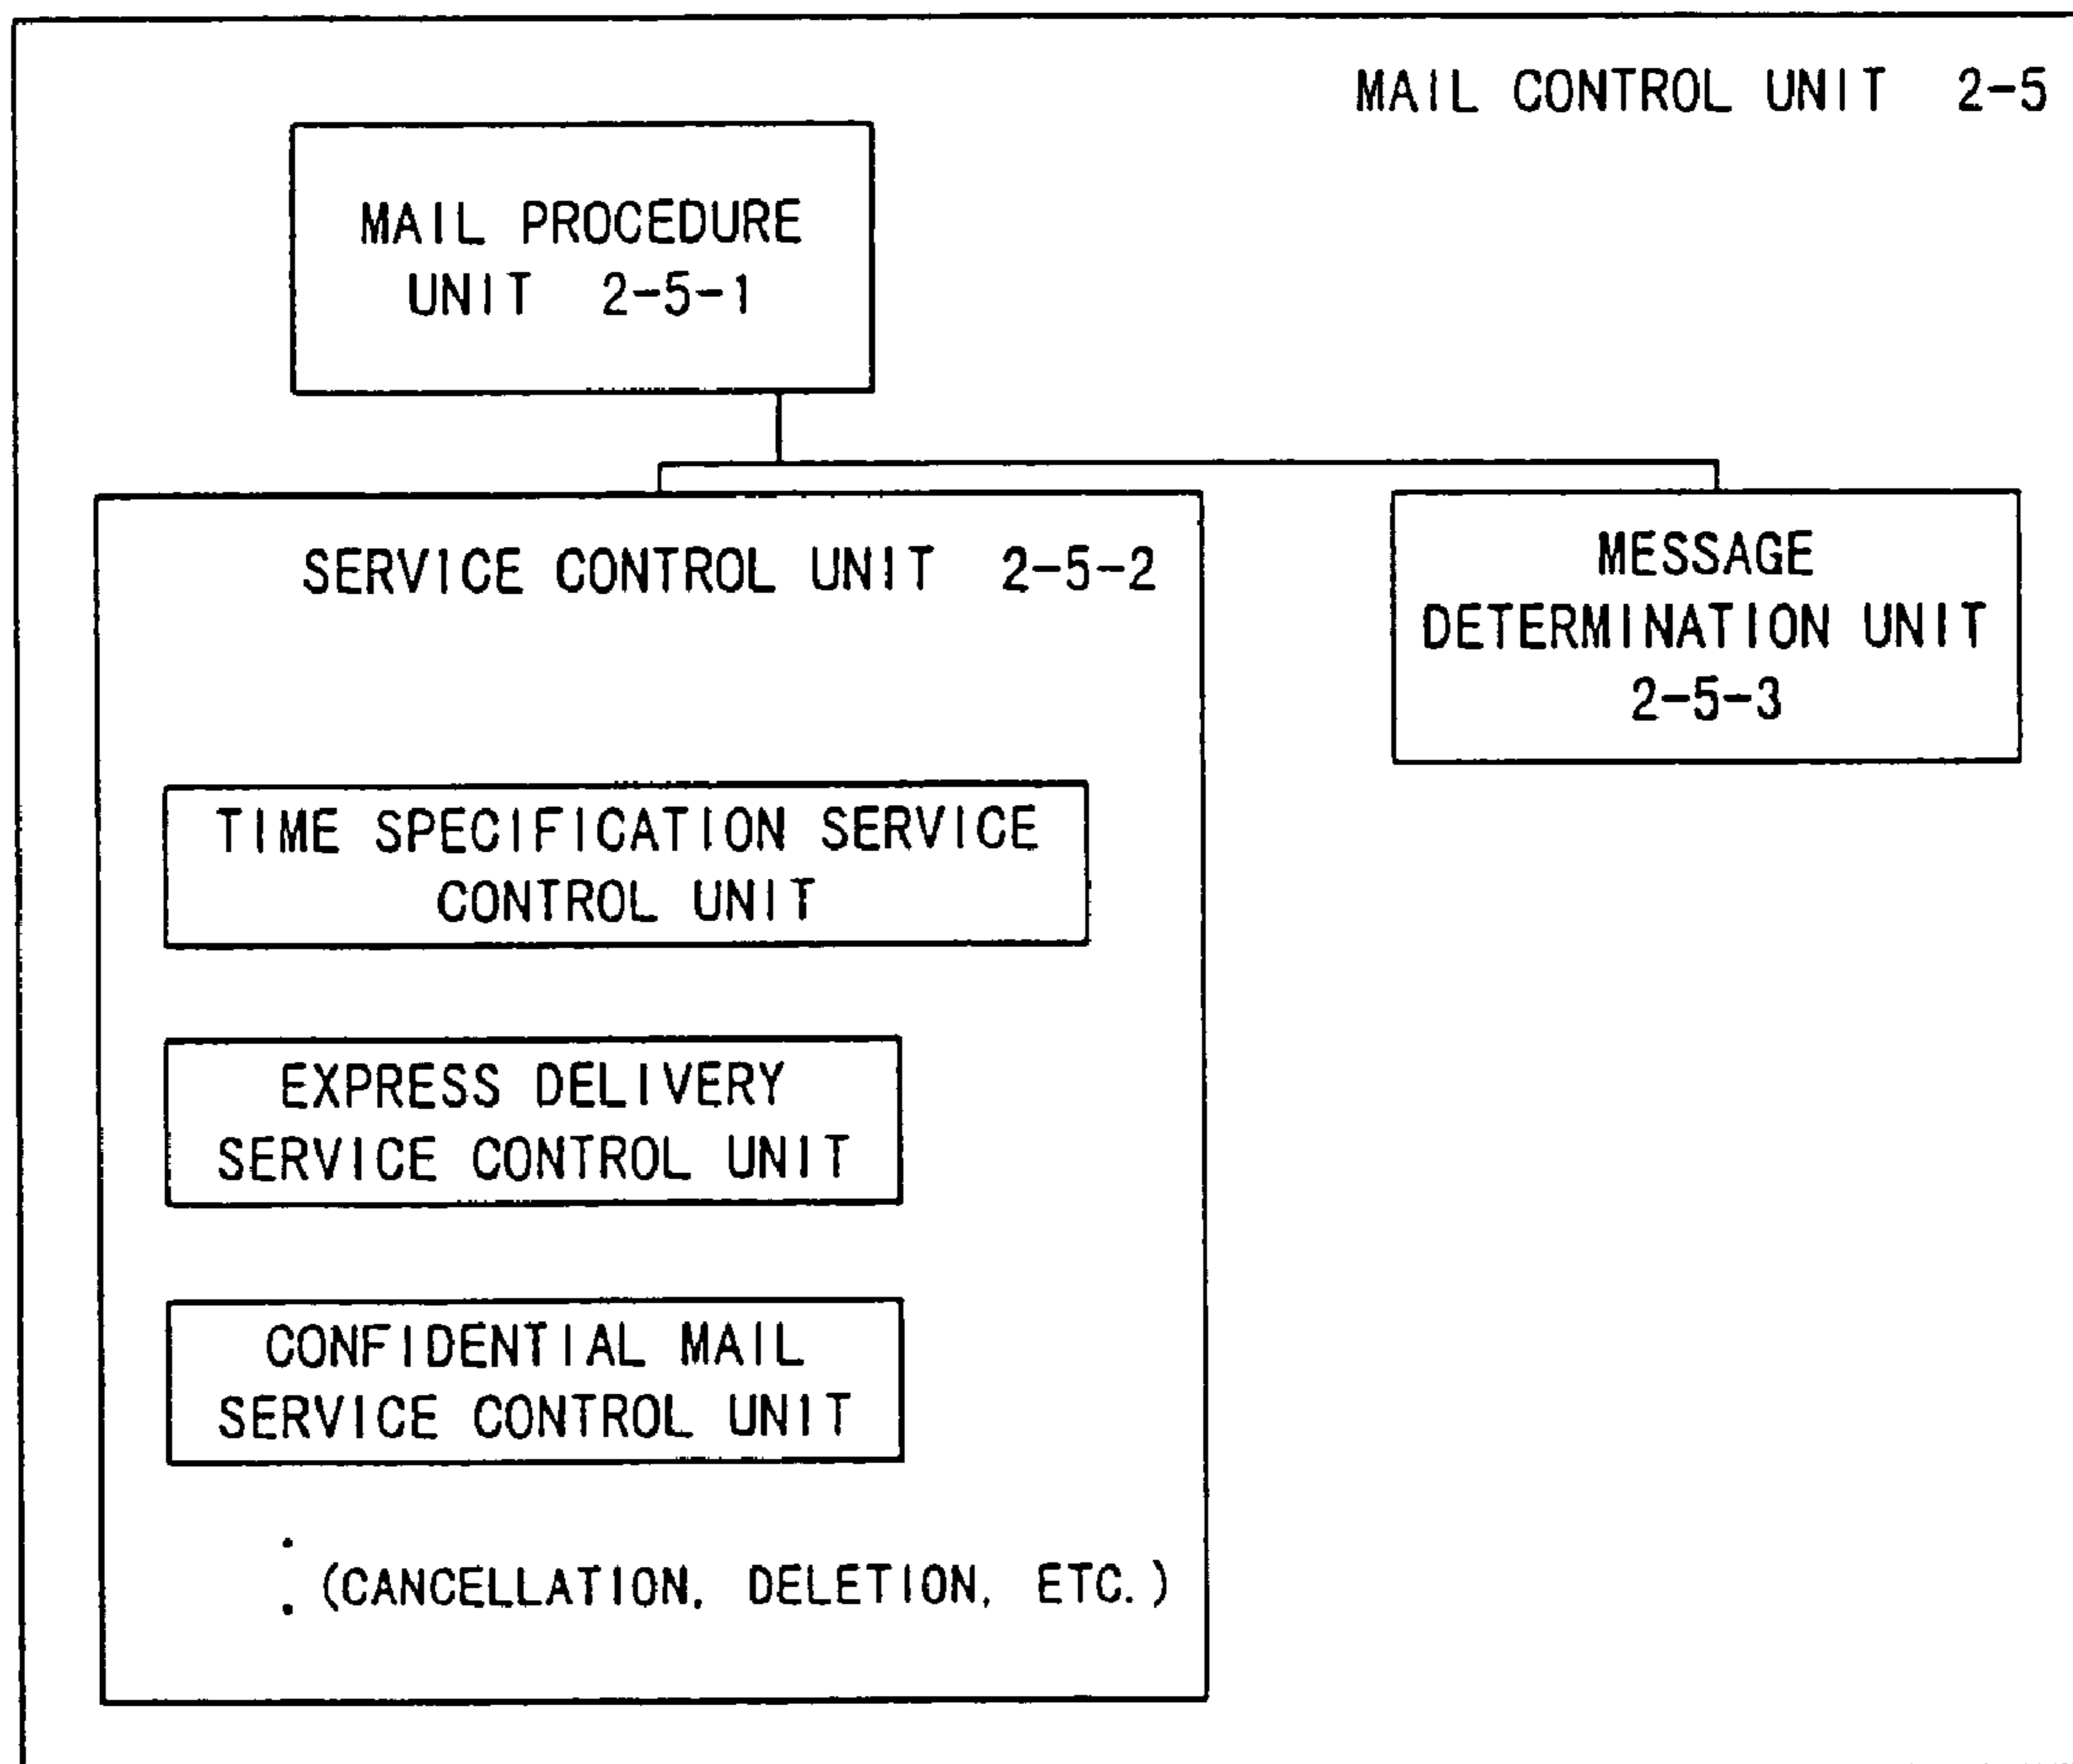 MAIL CONTROL UNIT 2-5
MAIL PROCEDURE
UNIT 2-5-1
SERVICE CONTROL UNIT 2-5-2
MESSAGE
DETERMINATION UNIT
2-5-3
TIME SPECIFICATION SERVICE
CONTROL UNIT
EXPRESS DELIVERY
SERVICE CONTROL UNIT
CONFIDENTIAL MAIL
SERVICE CONTROL UNIT
: (CANCELLATION, DELETION, ETC.)